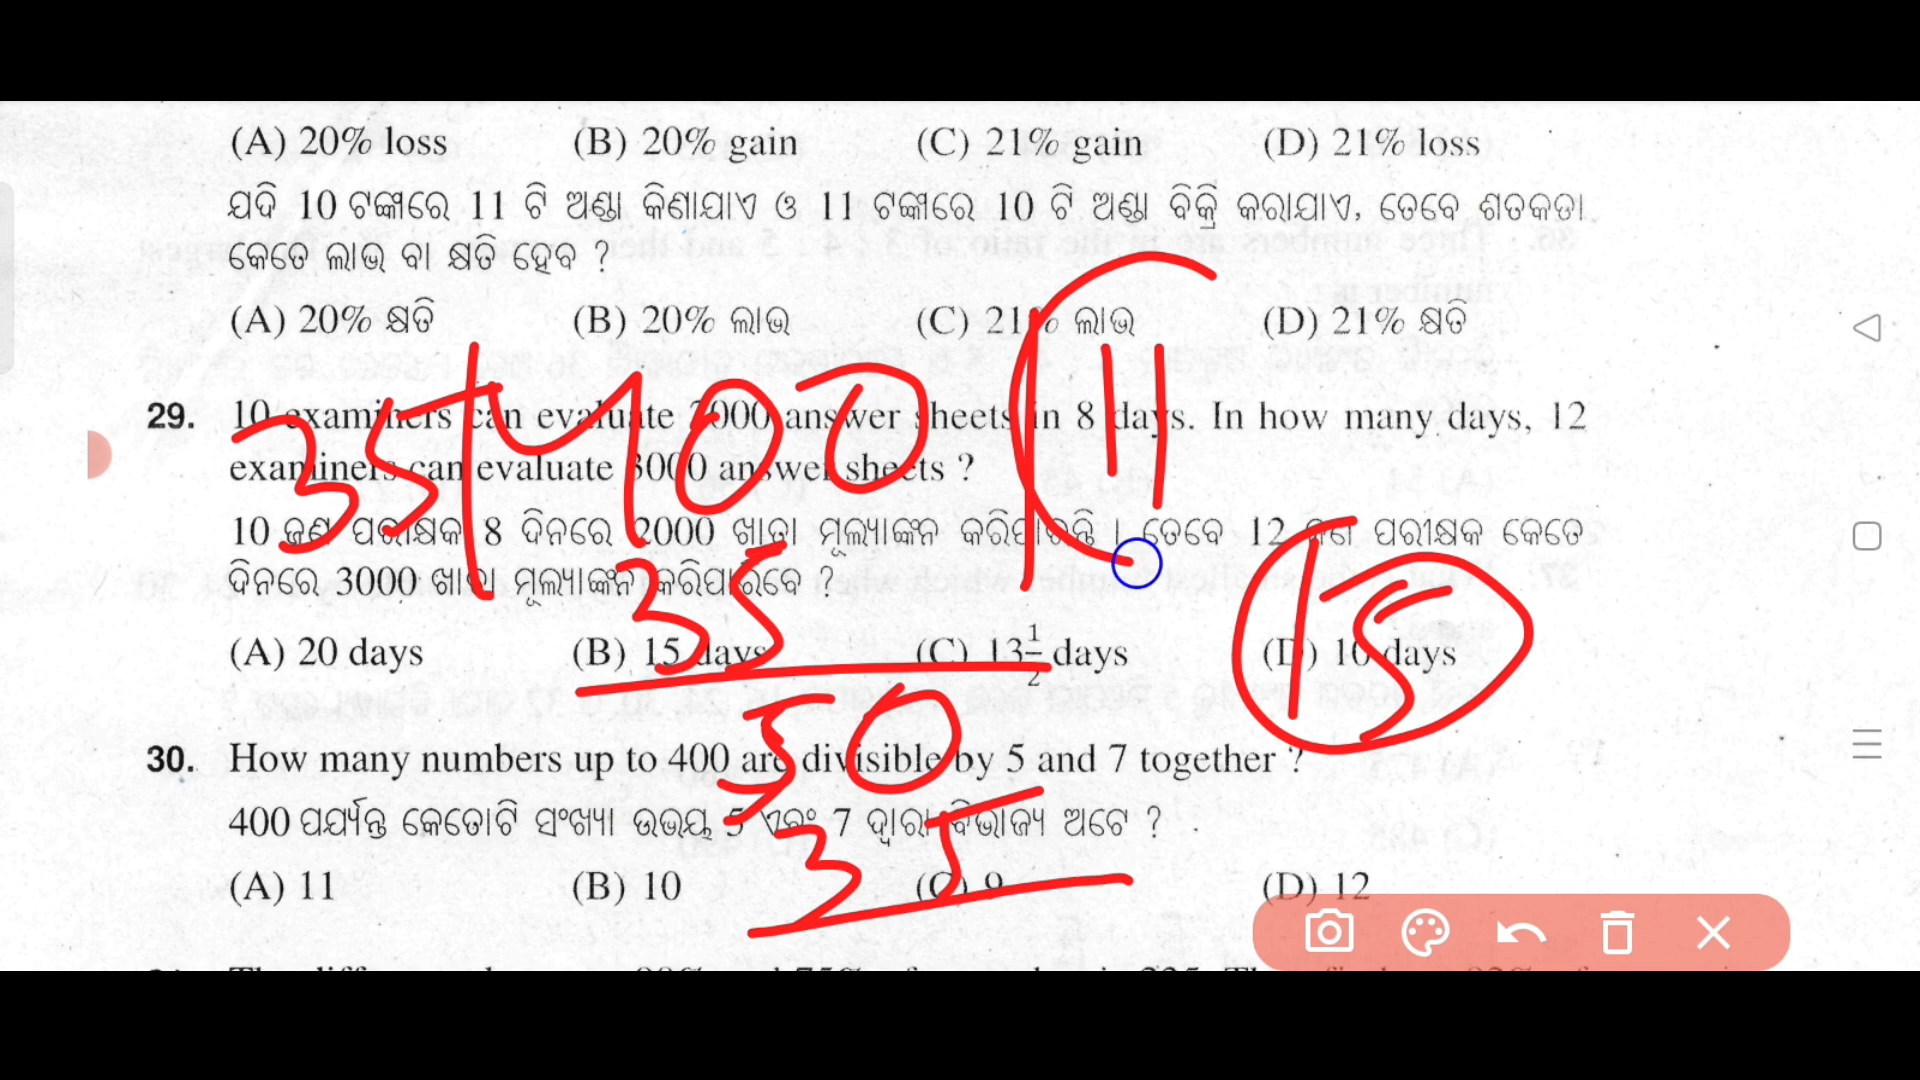 (A) 20% loss (B) 20% gain (C) 21% gain (D) 21% loss
ଯଦି 10 ଟଙ୍କାରେ 11 ଟି ଅଣ୍ଡା କିଣାଯାଏ ଓ 11 ଟଙ୍କାରେ 10 ଟି ଅଣ୍ଡା ବିକ୍ରି କରାଯାଏ, ତେବେ ଶତକଡା
କେତେ ଲାଭ ବା କ୍ଷତି ହେବ ?
(A) 20% କ୍ଷତି (B) 20% ଲାଭ (C) 21% ଲାଭ (D) 21% କ୍ଷତି
29. 10 examiners can evaluate 2000 answer sheets in 8 days. In how many days, 12
examiners can evaluate 3000 answer sheets ?
10 ଜଣ ପରୀକ୍ଷକ 8 ଦିନରେ 2000 ଖାତା ମୂଲ୍ୟାଙ୍କନ କରିପାରନ୍ତି । ତେବେ 12 ଜଣ ପରୀକ୍ଷକ କେତେ
ଦିନରେ 3000 ଖାତା ମୂଲ୍ୟାଙ୍କନ କରିପାରିବେ ?
(A) 20 days (B) 15 days (C) 13 1/2 days (D) 10 days
30. How many numbers up to 400 are divisible by 5 and 7 together ?
400 ପର୍ଯ୍ୟନ୍ତ କେତୋଟି ସଂଖ୍ୟା ଉଭୟ 5 ଏବଂ 7 ଦ୍ୱାରା ବିଭାଜ୍ୟ ଅଟେ ?
(A) 11 (B) 10 (C) 9 (D) 12
35 400 11
35
50
35
15